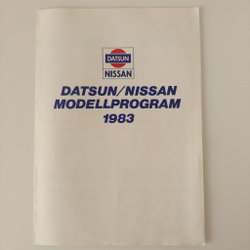 DATSUN
NISSAN
DATSUN/NISSAN
MODELLPROGRAM
1983